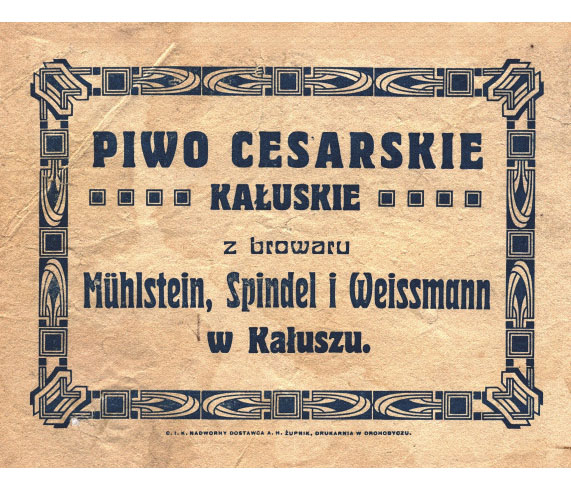 PIWO CESARSKIE
KAŁUSKIE
z browaru
Mühlstein, Spindel i Weissmann
w Kałuszu.
C. I. K. NADWORNY DOSTAWCA A. H. ŻUPNIK, DRUKARNIA W DROHOBYCZU.